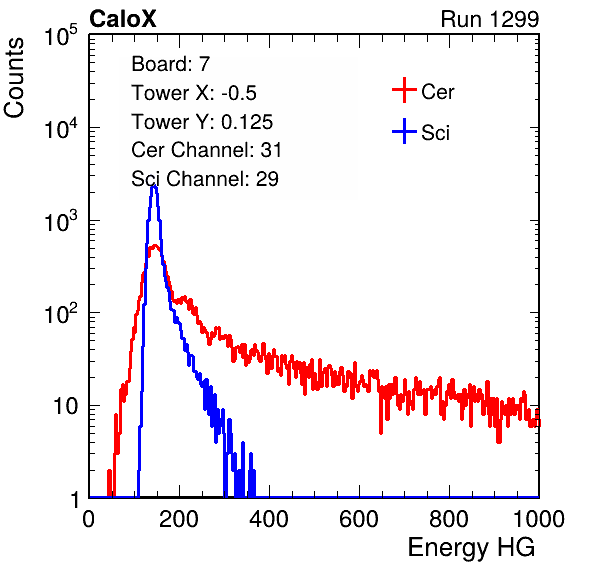 CaloX Run 1299
Board: 7
Tower X: -0.5
Tower Y: 0.125
Cer Channel: 31
Sci Channel: 29
Cer
Sci
Counts
10^5
10^4
10^3
10^2
10
1
0 200 400 600 800 1000
Energy HG